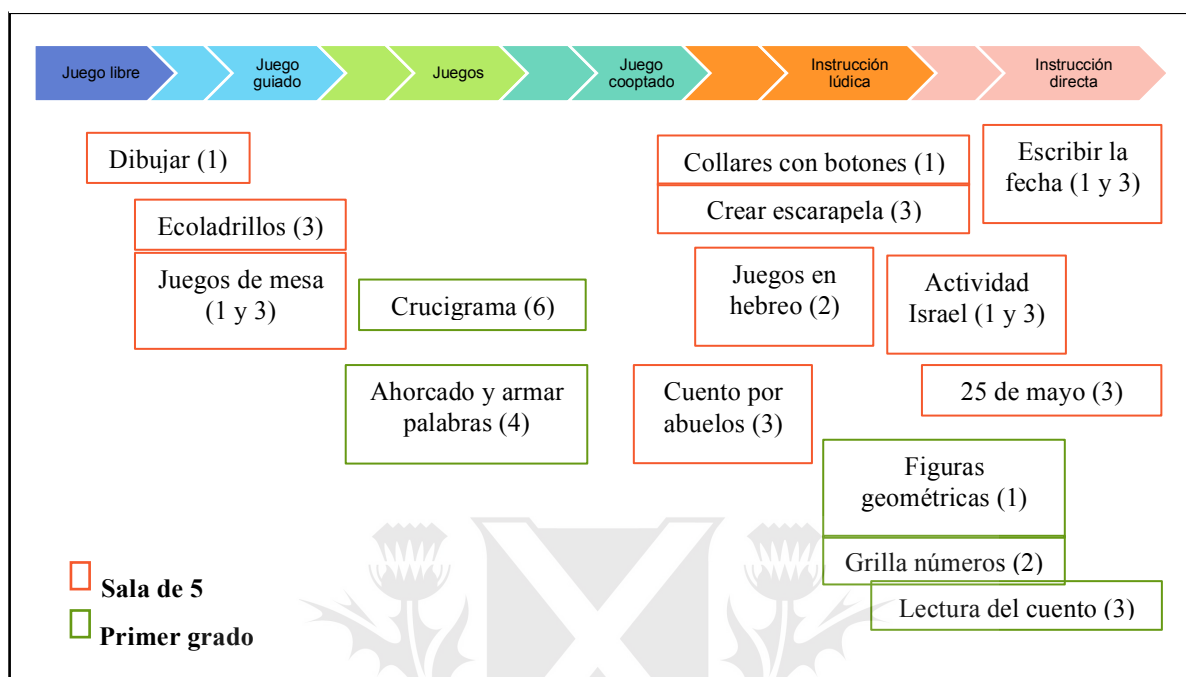 Juego libre
Juego
guiado
Juegos
Juego
cooptado
Instrucción
lúdica
Instrucción
directa
Dibujar (1)
Collares con botones (1)
Escribir la
fecha (1 y 3)
Ecoladrillos (3)
Crear escarapela (3)
Juegos de mesa
(1 y 3)
Crucigrama (6)
Juegos en
hebreo (2)
Actividad
Israel (1 y 3)
Ahorcado y armar
palabras (4)
Cuento por
abuelos (3)
25 de mayo (3)
Figuras
geométricas (1)
Grilla números (2)
Lectura del cuento (3)
Sala de 5
Primer grado